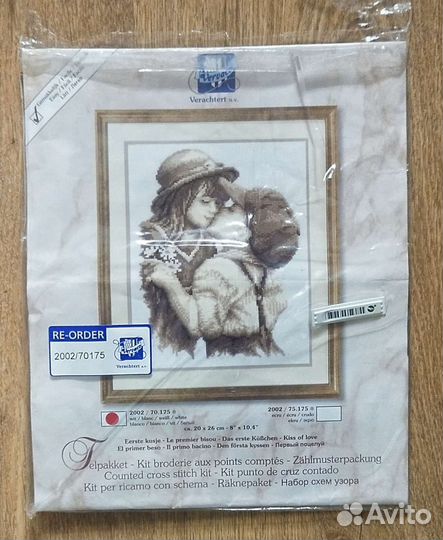 Verachtert n.v.
RE-ORDER
2002/70175
Verachtert n.v.
2002 / 70.175
wit / blanc / weiß / white
blanco / bianco / vit / белый
2002 / 75.175
ecru / écru / crudo
ca. 20 x 26 cm - 8" x 10,4"
Eerste kusje - Le premier bisou - Das erste Küßchen - Kiss of love
El primer beso - Il primo bacino - Den första kyssen - Первый поцелуй
Telpakket - Kit broderie aux points comptés - Zählmusterpackung
Counted cross stitch kit - Kit punto de cruz contado
Kit per ricamo con schema - Räknepaket - Набор схем узора
Avito